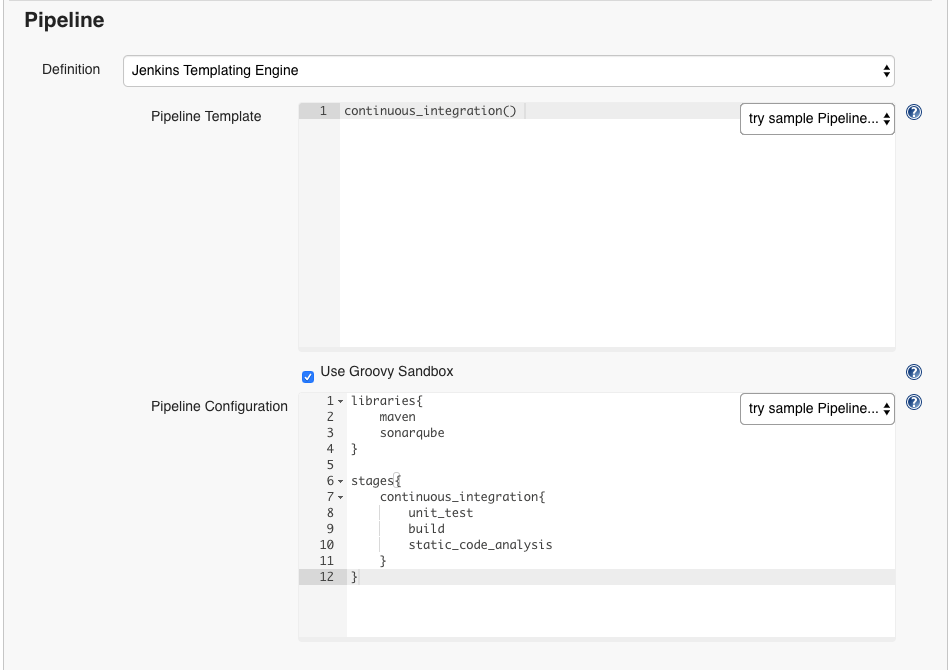 Pipeline
Definition
Jenkins Templating Engine
Pipeline Template
1 continuous_integration()
try sample Pipeline...
?
Use Groovy Sandbox
?
Pipeline Configuration
try sample Pipeline...
?
1 libraries{
2     maven
3     sonarqube
4 }
5
6 stages{
7     continuous_integration{
8         unit_test
9         build
10         static_code_analysis
11     }
12 }